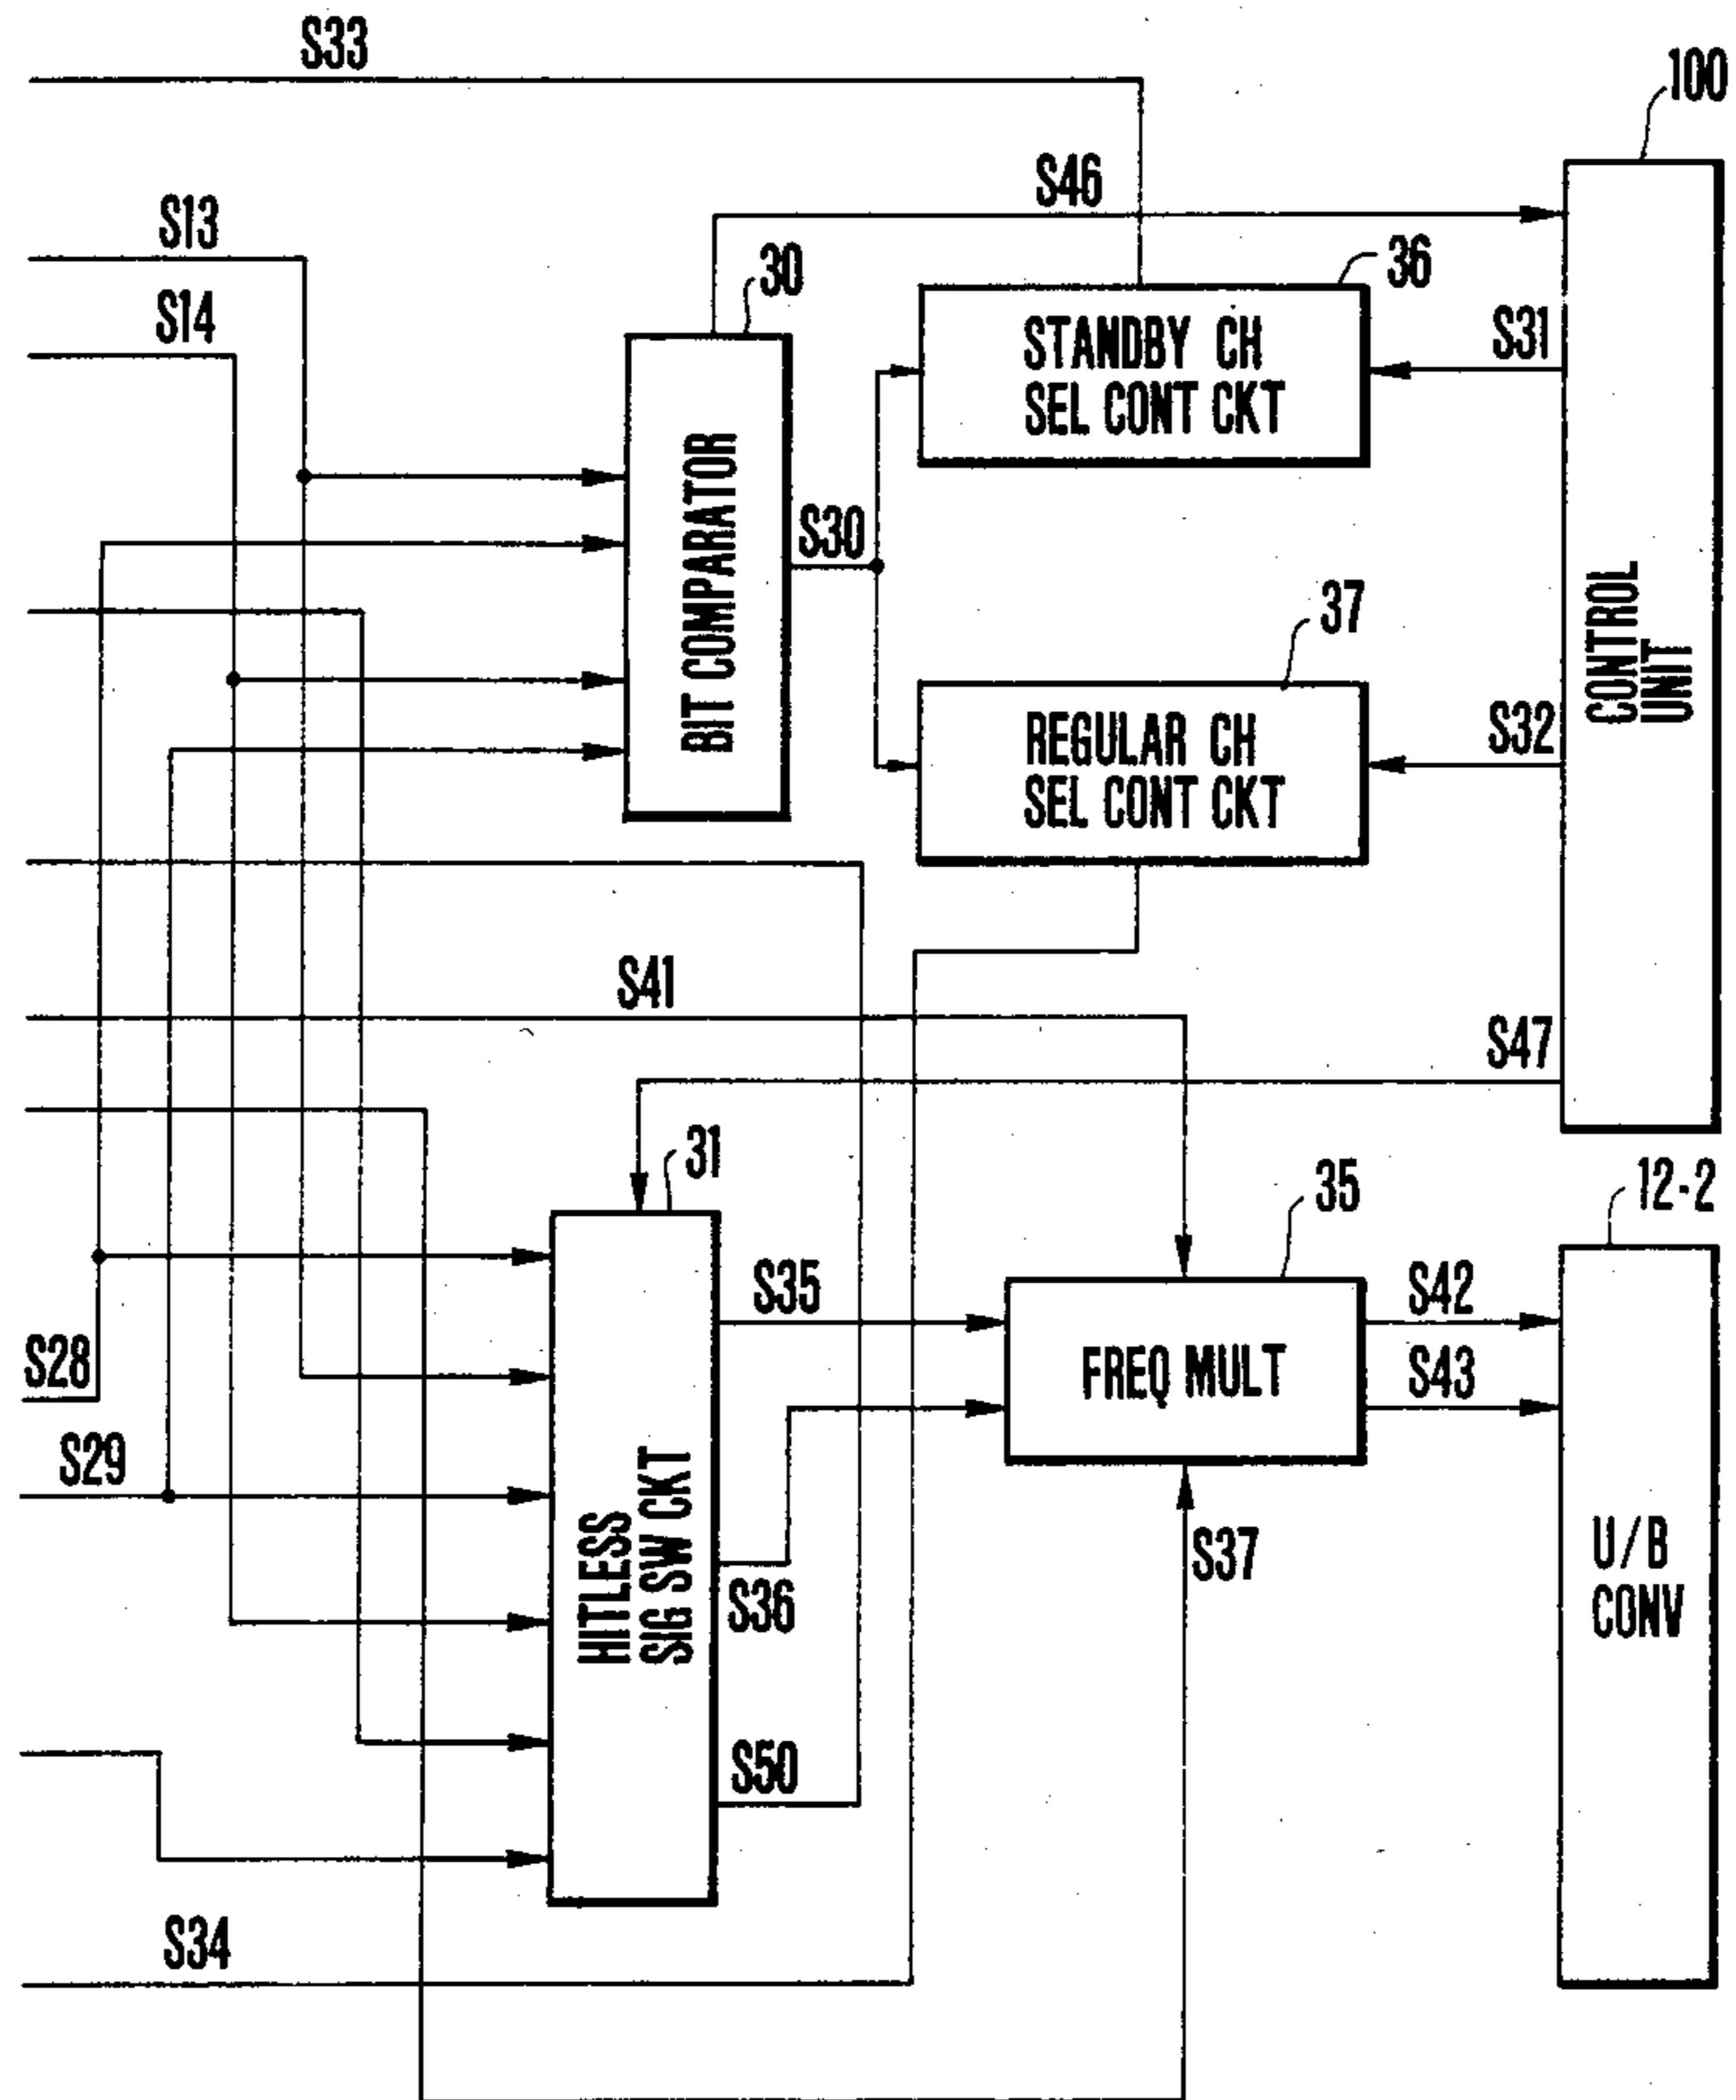 S33
100
S46
S13
30
36
S14
STANDBY CH
SEL CONT CKT
S31
BIT COMPARATOR
S30
37
CONTROL
UNIT
REGULAR CH
SEL CONT CKT
S32
S41
S47
31
35
12-2
S35
S42
S28
FREQ MULT
S43
S29
HITLESS
SIG SW CKT
S37
U/B
CONV
S36
S50
S34